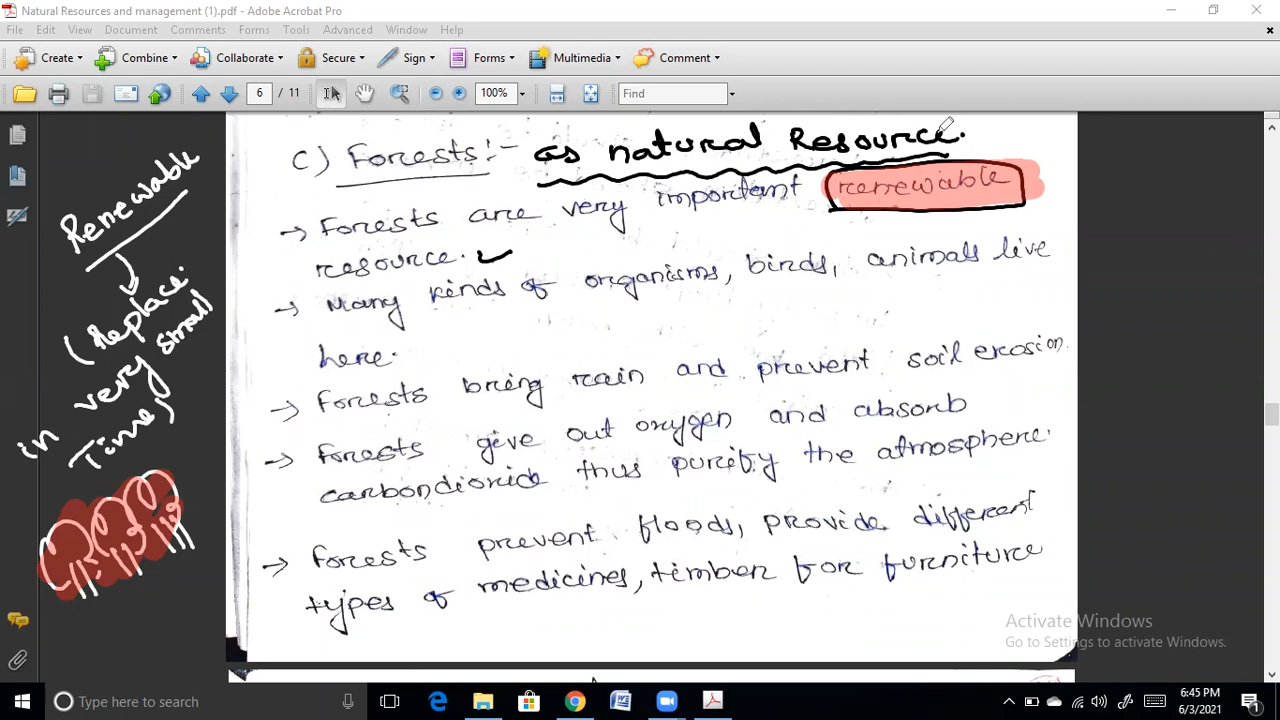 Natural Resources and management (1).pdf - Adobe Acrobat Pro
File Edit View Document Comments Forms Tools Advanced Window Help
Create Combine Collaborate Secure Sign Forms Multimedia Comment
6 / 11 100% Find
c) Forests:- as natural Resource.
→ Forests are very important renewable
resource.
→ Many kinds of organisms, birds, animals live
here.
→ Forests bring rain and prevent soil erosion.
→ Forests give out oxygen and absorb
carbondioxide thus purify the atmosphere.
→ Forests prevent floods, provide different
types of medicines, timber for furniture
Renewable
(Replace
in very small
Time)
Activate Windows
Go to Settings to activate Windows.
Type here to search
6:45 PM
6/3/2021